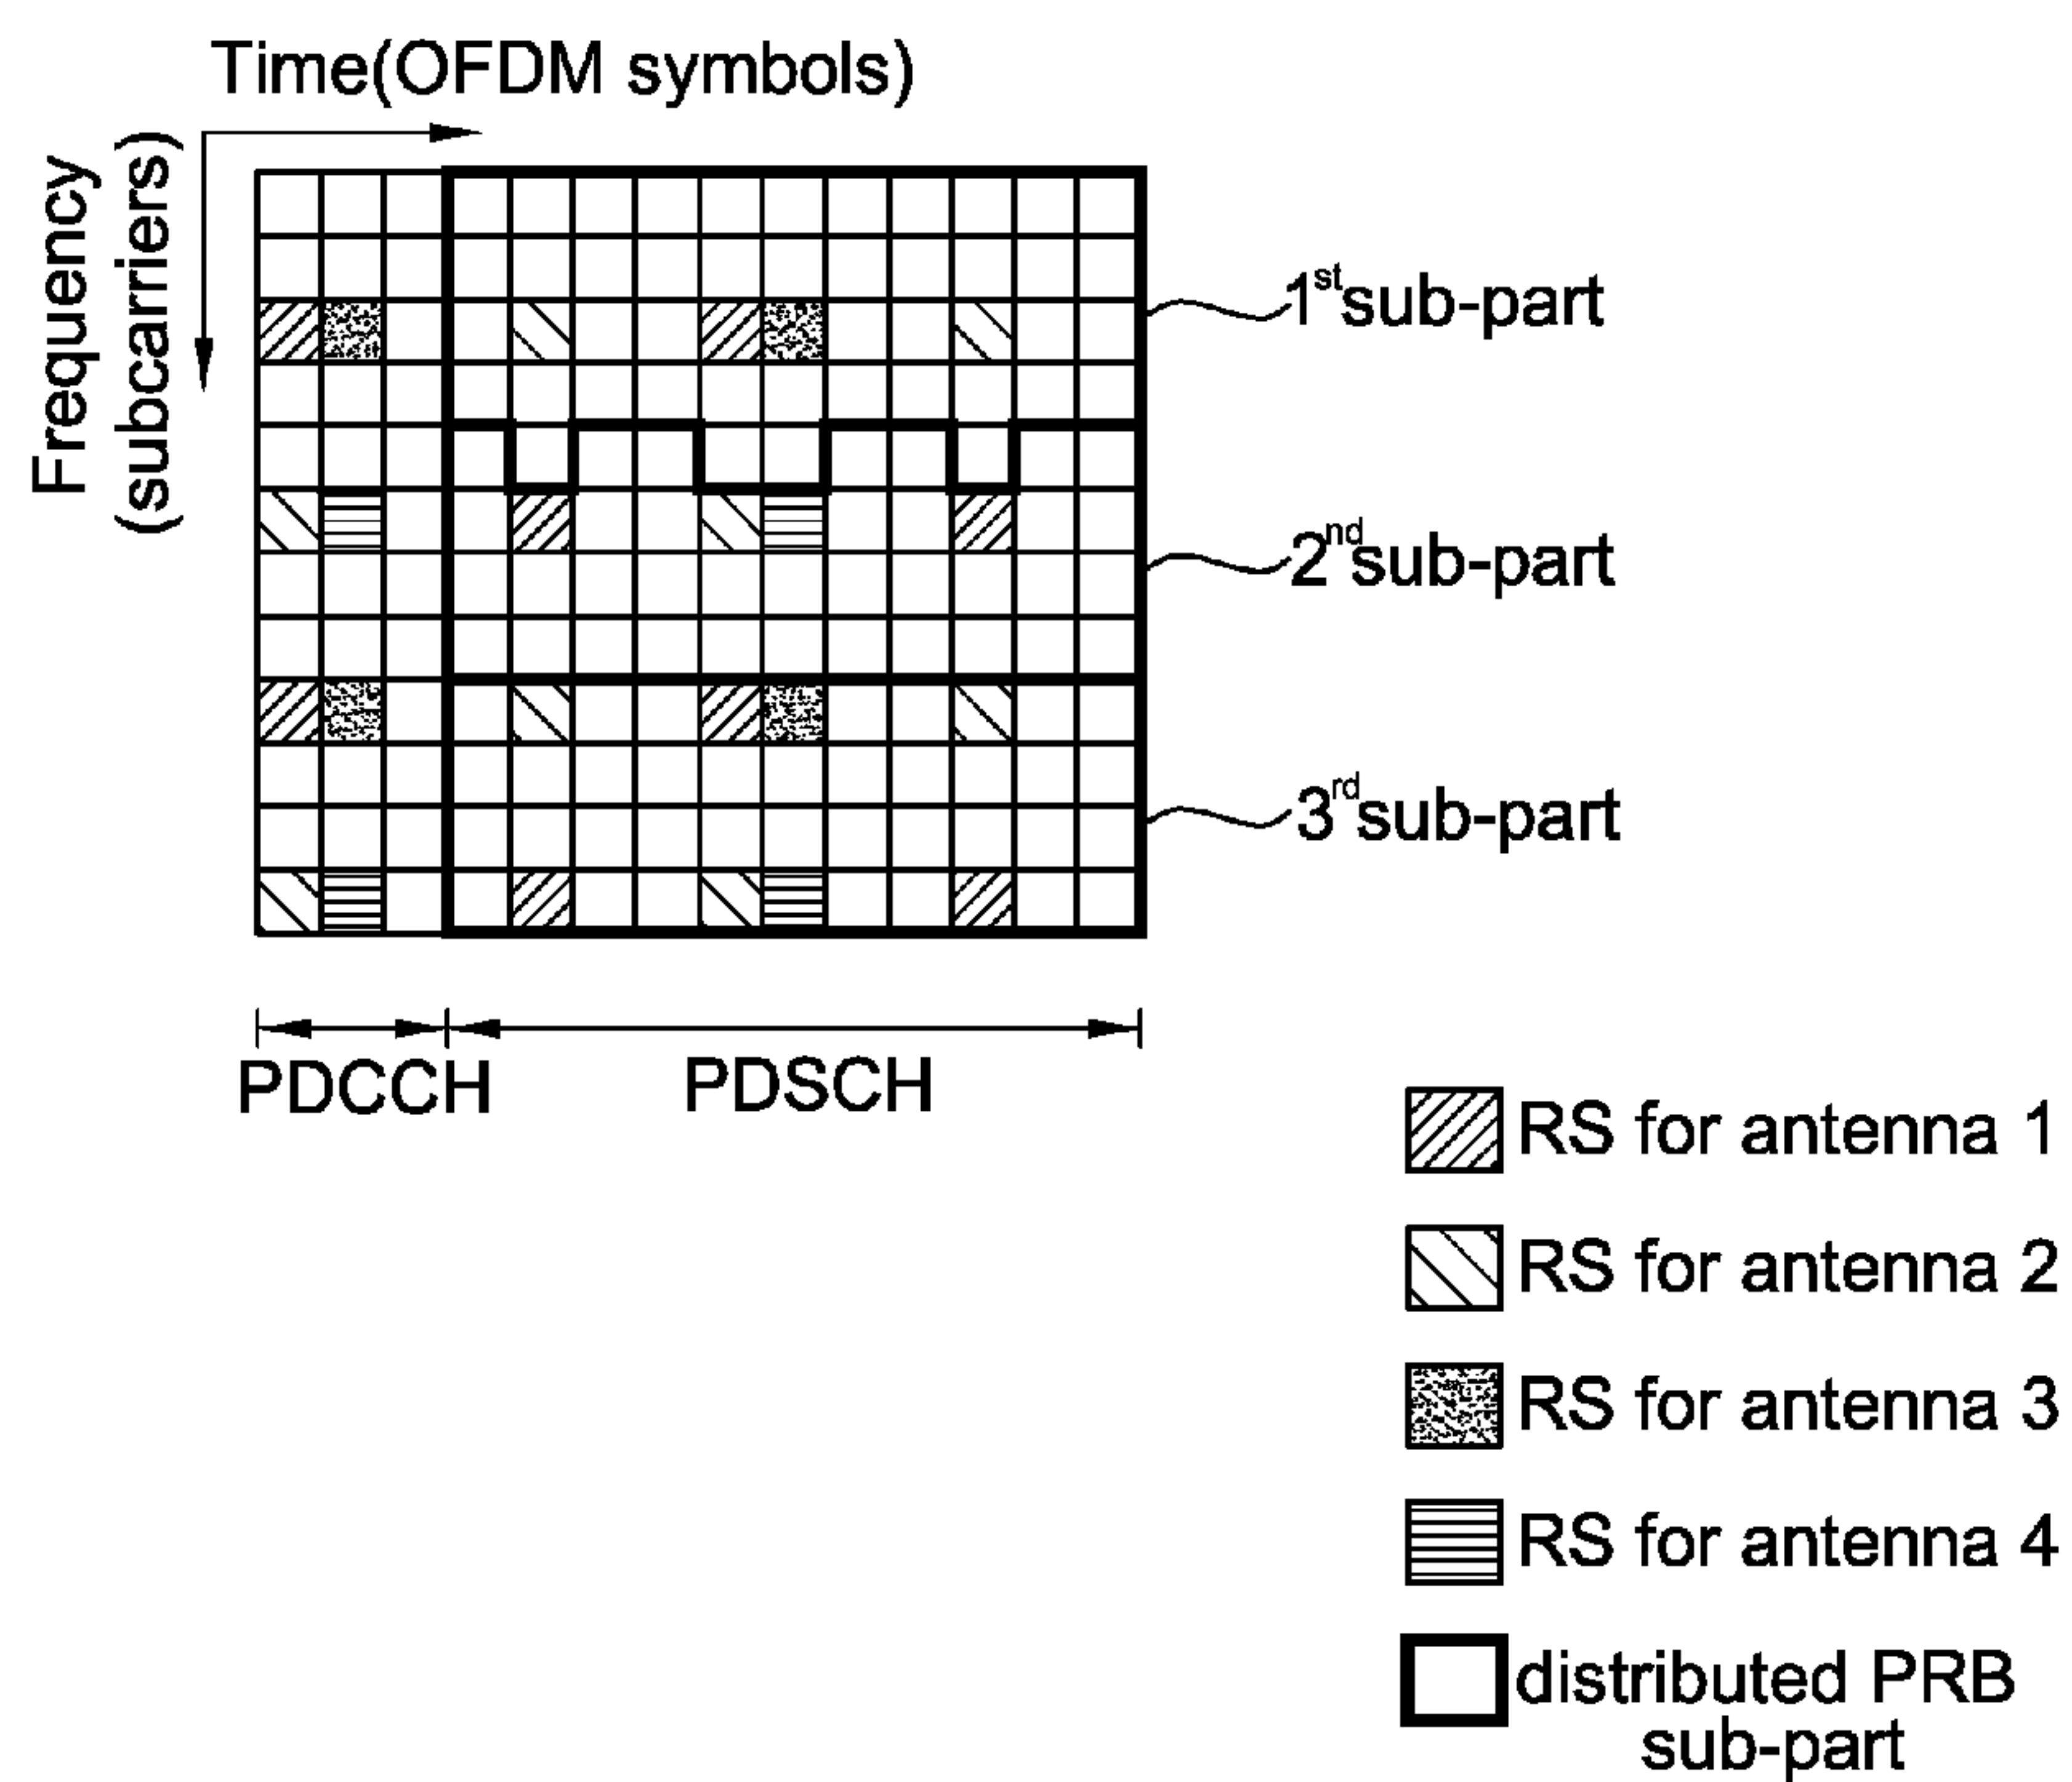 Time(OFDM symbols)
Frequency
(subcarriers)
1st sub-part
2nd sub-part
3rd sub-part
PDCCH
PDSCH
RS for antenna 1
RS for antenna 2
RS for antenna 3
RS for antenna 4
distributed PRB
sub-part